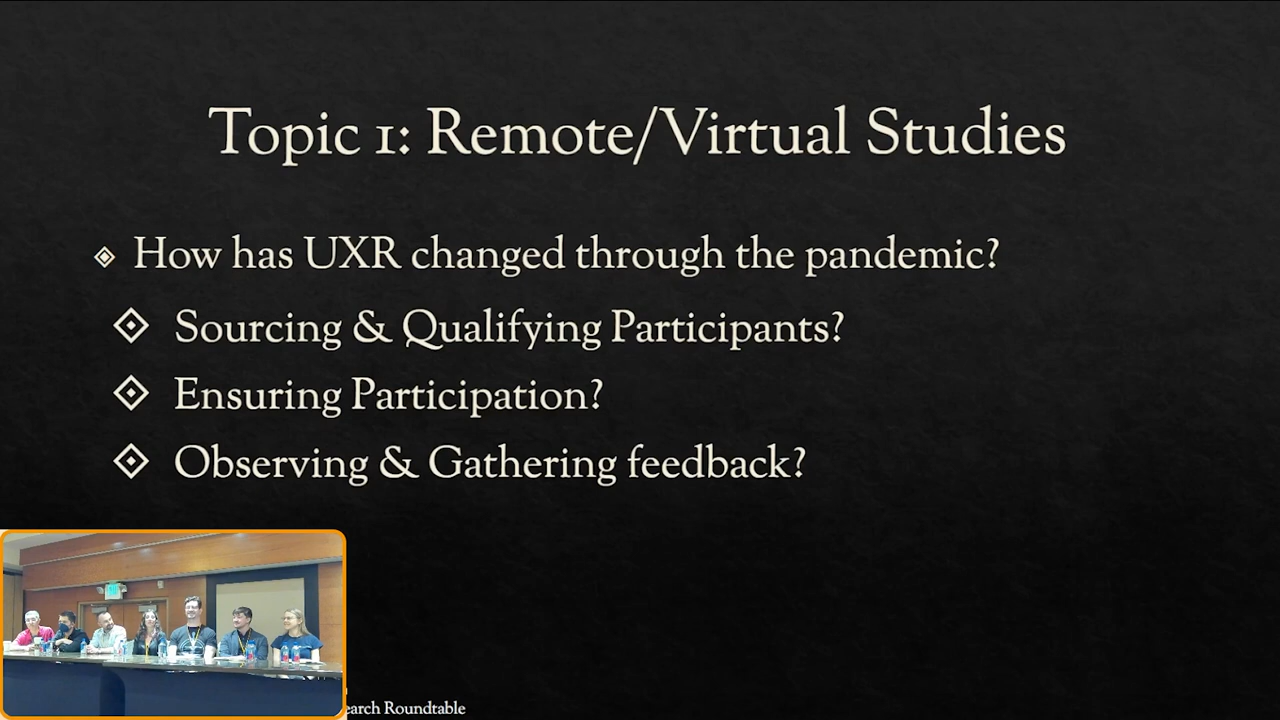 Topic 1: Remote/Virtual Studies
How has UXR changed through the pandemic?
Sourcing & Qualifying Participants?
Ensuring Participation?
Observing & Gathering feedback?
earch Roundtable